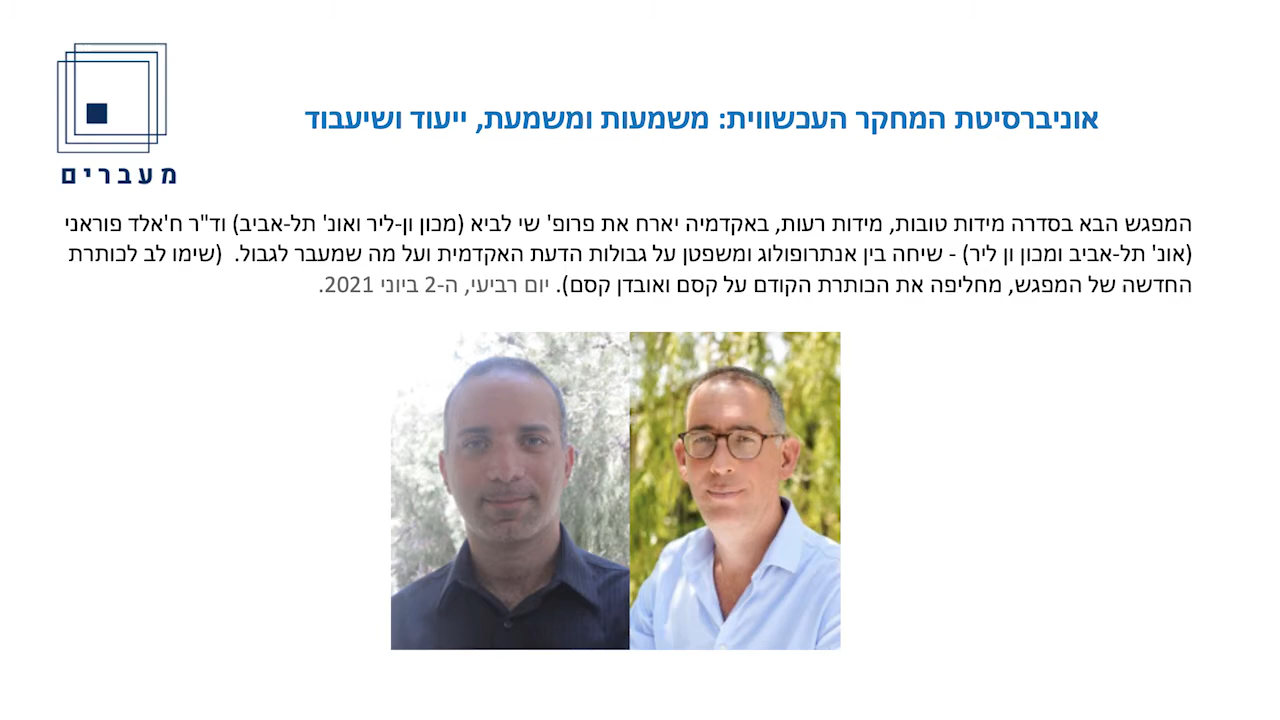 מעברים
אוניברסיטת המחקר העכשווית: משמעות ומשמעת, ייעוד ושיעבוד
המפגש הבא בסדרה מידות טובות, מידות רעות, באקדמיה יארח את פרופ' שי לביא (מכון ון-ליר ואונ' תל-אביב) וד"ר ח'אלד פוראני
(אונ' תל-אביב ומכון ון ליר) - שיחה בין אנתרופולוג ומשפטן על גבולות הדעת האקדמית ועל מה שמעבר לגבול. (שימו לב לכותרת
החדשה של המפגש, מחליפה את הכותרת הקודם על קסם ואובדן קסם). יום רביעי, ה-2 ביוני 2021.